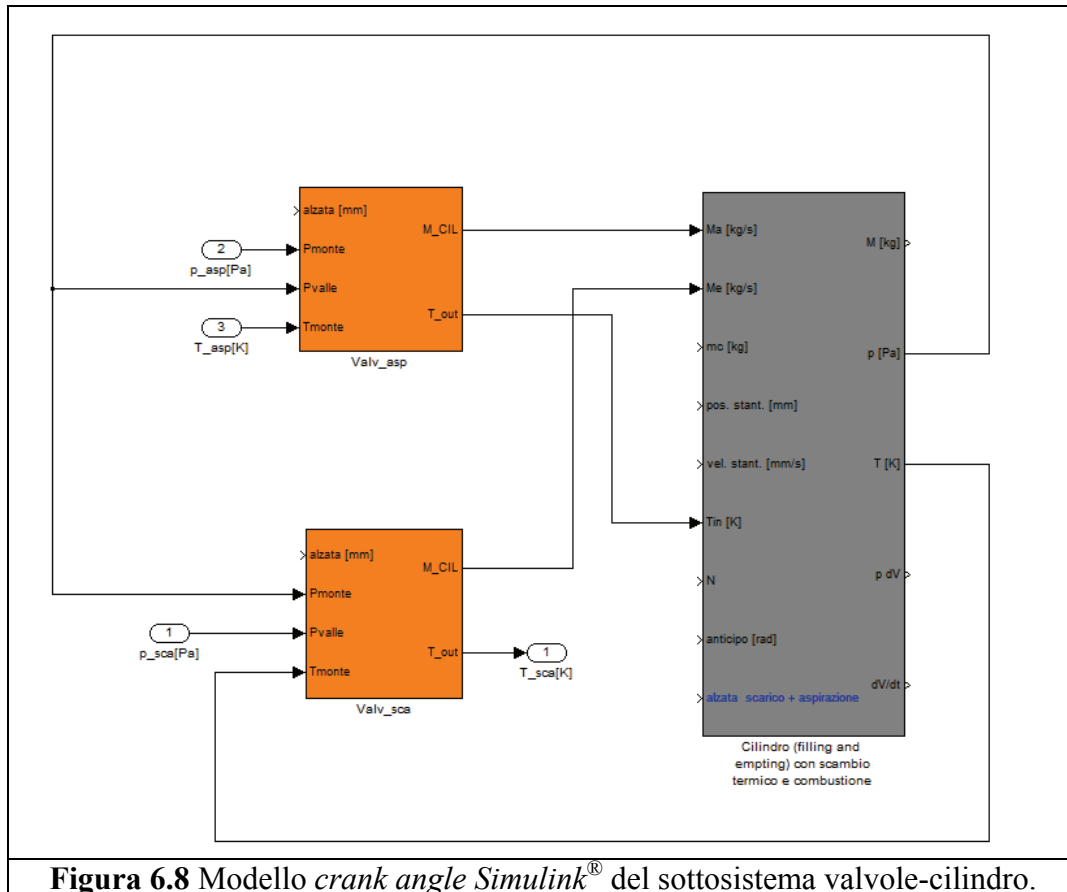 alzata [mm]
Pmonte
Pvalle
Tmonte
M_CIL
T_out
Valv_asp
2
p_asp[Pa]
3
T_asp[K]
alzata [mm]
Pmonte
Pvalle
Tmonte
M_CIL
T_out
Valv_sca
1
p_sca[Pa]
1
T_sca[K]
Ma [kg/s]
Me [kg/s]
mc [kg]
pos. stant. [mm]
vel. stant. [mm/s]
Tin [K]
N
anticipo [rad]
alzata scarico + aspirazione
M [kg]
p [Pa]
T [K]
p dV
dV/dt
Cilindro (filling and
empting) con scambio
termico e combustione
Figura 6.8 Modello crank angle Simulink® del sottosistema valvole-cilindro.